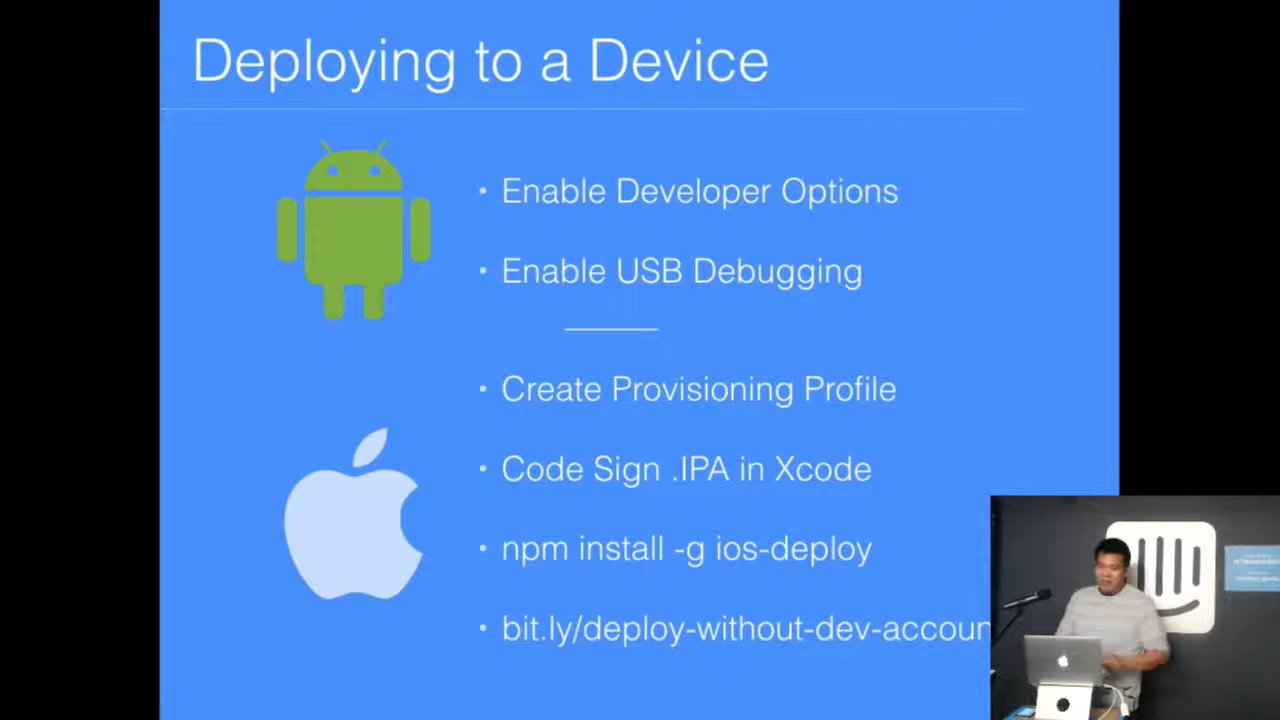 Deploying to a Device
• Enable Developer Options
• Enable USB Debugging
• Create Provisioning Profile
• Code Sign .IPA in Xcode
• npm install -g ios-deploy
• bit.ly/deploy-without-dev-accoun